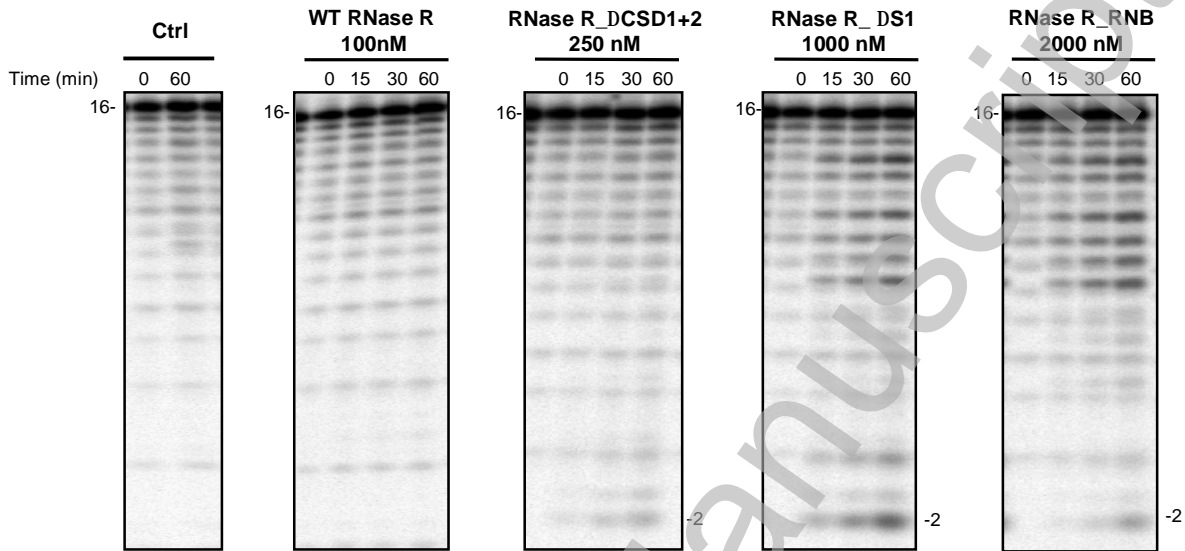 Ctrl
WT RNase R
100nM
RNase R_DCSD1+2
250 nM
RNase R_ DS1
1000 nM
RNase R_RNB
2000 nM
Time (min) 0 60 0 15 30 60 0 15 30 60 0 15 30 60 0 15 30 60
16- 16- 16- 16- 16-
-2 -2 -2
anuscrip